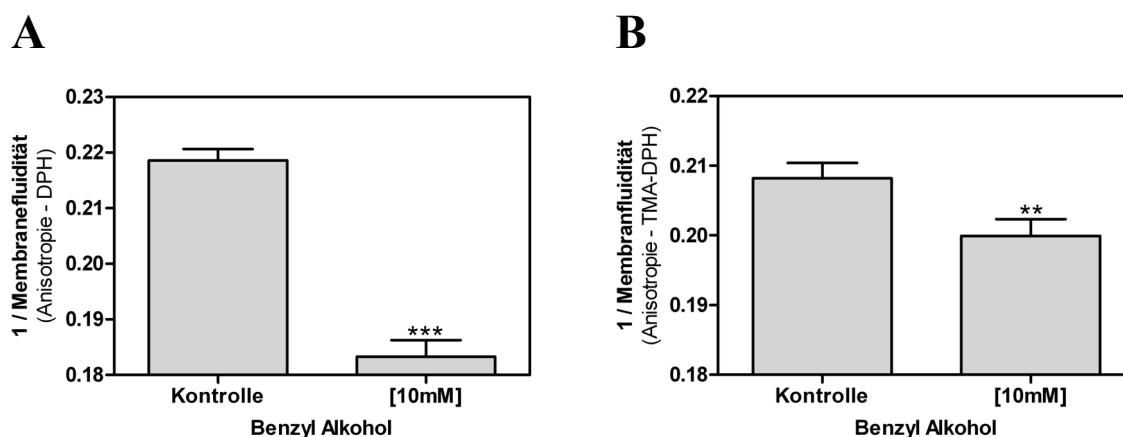 A
1 / Membranefluidität
(Anisotropie - DPH)
0.23
0.22
0.21
0.20
0.19
0.18
***
Kontrolle
[10mM]
Benzyl Alkohol
B
1 / Membranfluidität
(Anisotropie - TMA-DPH)
0.22
0.21
0.20
0.19
0.18
**
Kontrolle
[10mM]
Benzyl Alkohol